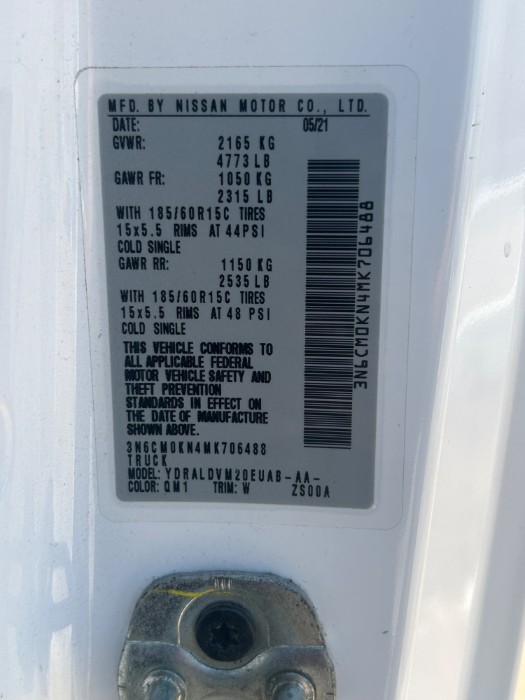 MFD. BY NISSAN MOTOR CO., LTD.
DATE: 05/21
GVWR: 2165 KG
4773 LB
GAWR FR: 1050 KG
2315 LB
WITH 185/60R15C TIRES
15x5.5 RIMS AT 44PSI
COLD SINGLE
GAWR RR: 1150 KG
2535 LB
WITH 185/60R15C TIRES
15x5.5 RIMS AT 48 PSI
COLD SINGLE
THIS VEHICLE CONFORMS TO
ALL APPLICABLE FEDERAL
MOTOR VEHICLE SAFETY AND
THEFT PREVENTION
STANDARDS IN EFFECT ON
THE DATE OF MANUFACTURE
SHOWN ABOVE.
3N6CM0KN4MK706488
TRUCK
MODEL: YDRALDVM20EUAB-AA-
COLOR: QM1 TRIM: W ZS00A
3N6CM0KN4MK706488